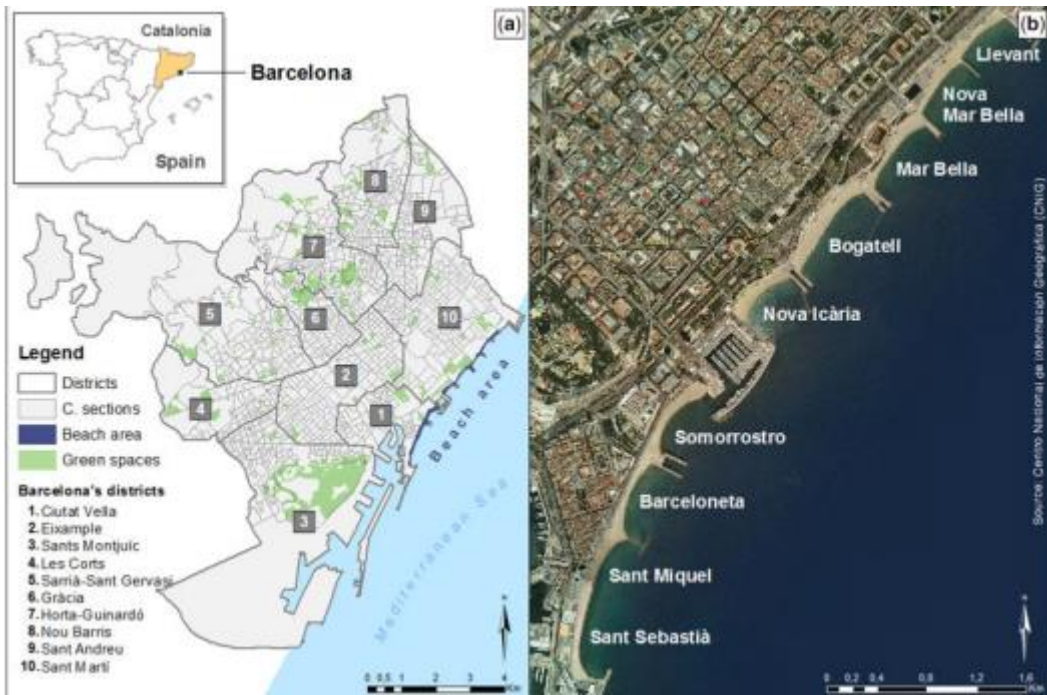 (a)
Catalonia
Barcelona
Spain
8
9
7
5
6
10
2
4
1
3
Beach area
Mediterranean Sea
Legend
Districts
C. sections
Beach area
Green spaces
Barcelona's districts
1. Ciutat Vella
2. Eixample
3. Sants Montjuïc
4. Les Corts
5. Sarrià-Sant Gervasi
6. Gràcia
7. Horta-Guinardó
8. Nou Barris
9. Sant Andreu
10. Sant Martí
0 0,5 1 2 3 4
Km
(b)
Llevant
Nova
Mar Bella
Mar Bella
Bogatell
Nova Icària
Somorrostro
Barceloneta
Sant Miquel
Sant Sebastià
0 0,2 0,4 0,8 1,2 1,6
Km
Source: Centro Nacional de Información Geográfica (CNIG)